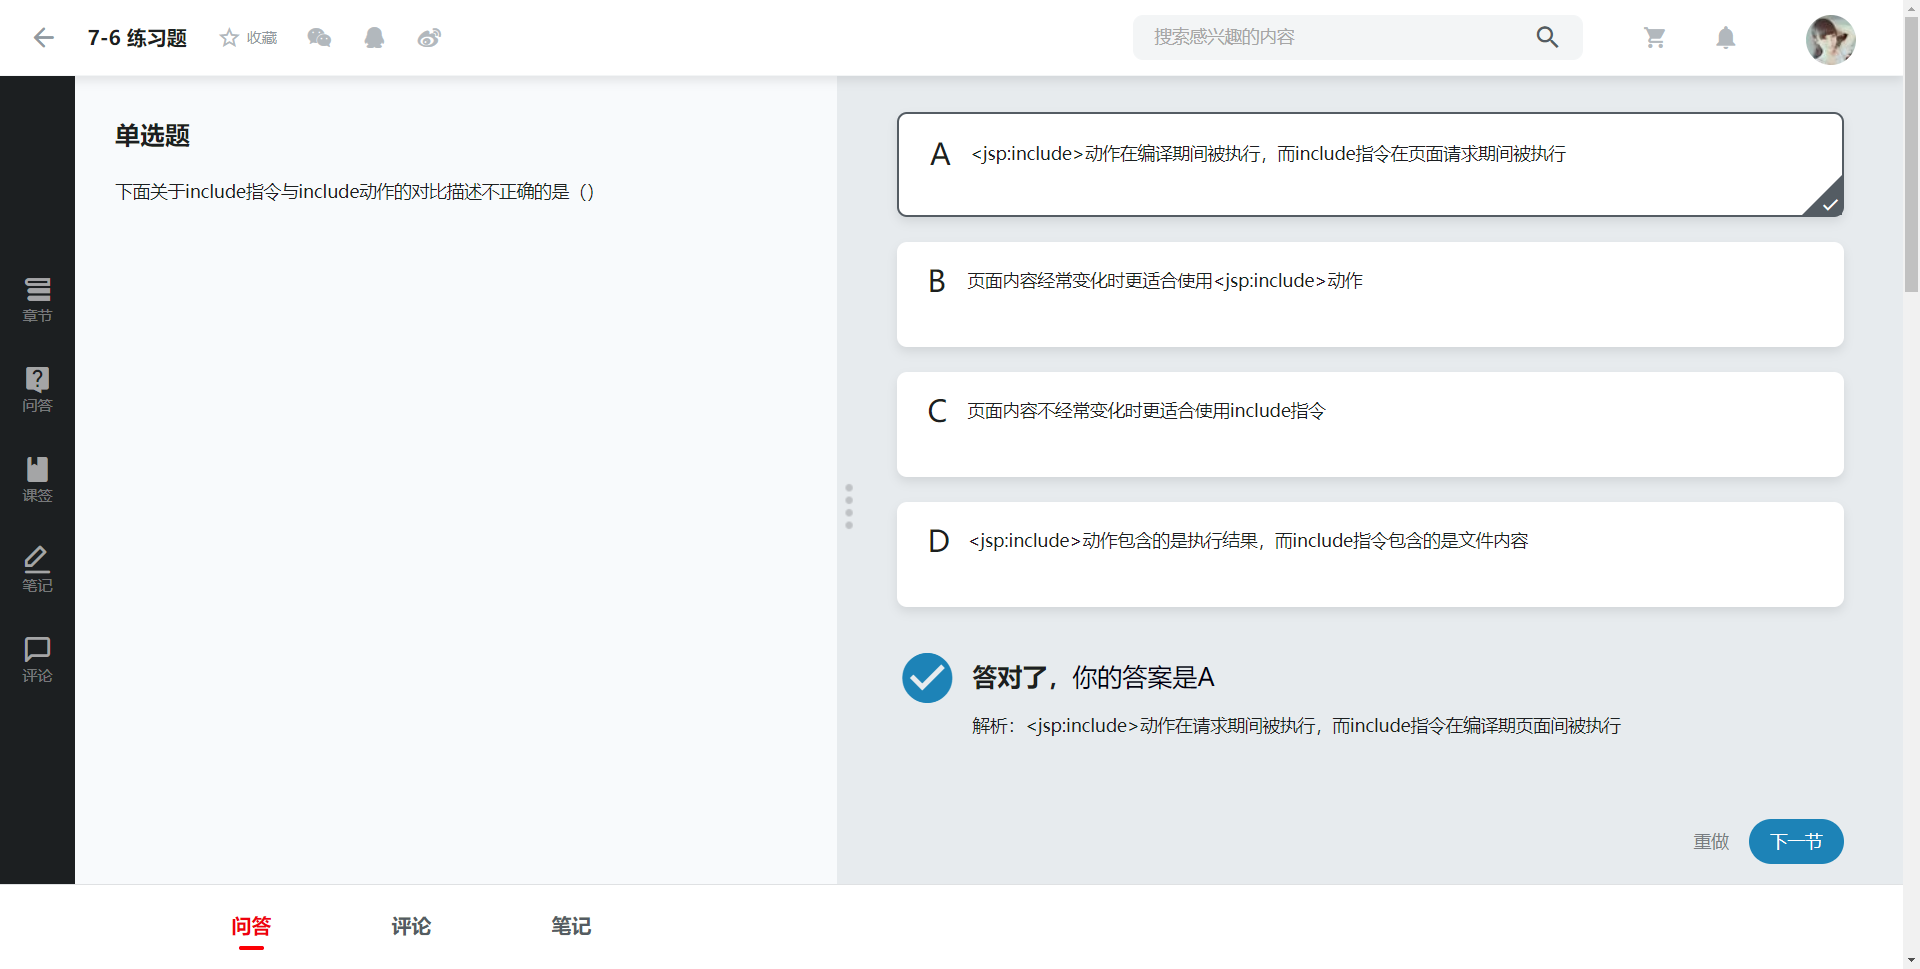 7-6 练习题
收藏
搜索感兴趣的内容
章节
问答
课签
笔记
评论
单选题
下面关于include指令与include动作的对比描述不正确的是（）
A <jsp:include>动作在编译期间被执行，而include指令在页面请求期间被执行
B 页面内容经常变化时更适合使用<jsp:include>动作
C 页面内容不经常变化时更适合使用include指令
D <jsp:include>动作包含的是执行结果，而include指令包含的是文件内容
答对了，你的答案是A
解析：<jsp:include>动作在请求期间被执行，而include指令在编译期页面间被执行
重做 下一节
问答 评论 笔记